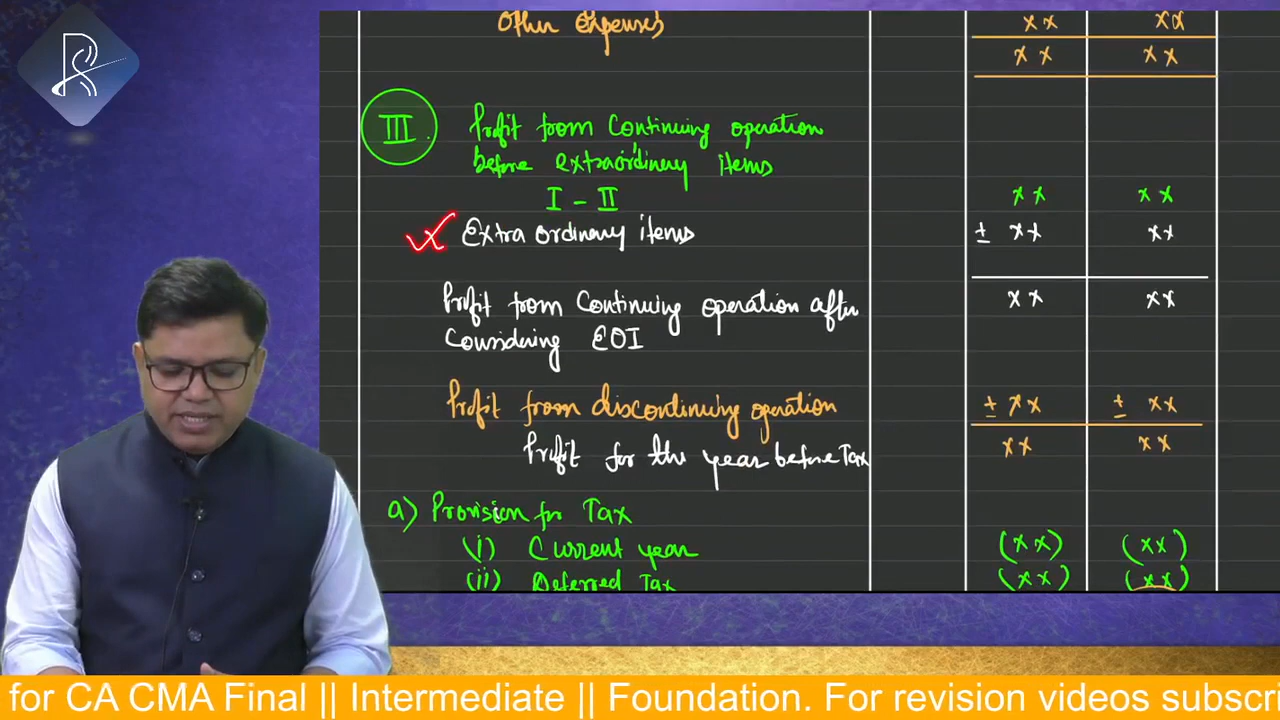 Other Expenses xx xx
xx xx
III Profit from Continuing operation
before extraordinary items
I - II xx xx
Extra ordinary items ± xx xx
Profit from Continuing operation after xx xx
Considering EOI
Profit from discontinuing operation ± xx ± xx
Profit for the year before Tax xx xx
a) Provision for Tax
(i) Current year (xx) (xx)
(ii) Deferred Tax (xx) (xx)
for CA CMA Final || Intermediate || Foundation. For revision videos subscri